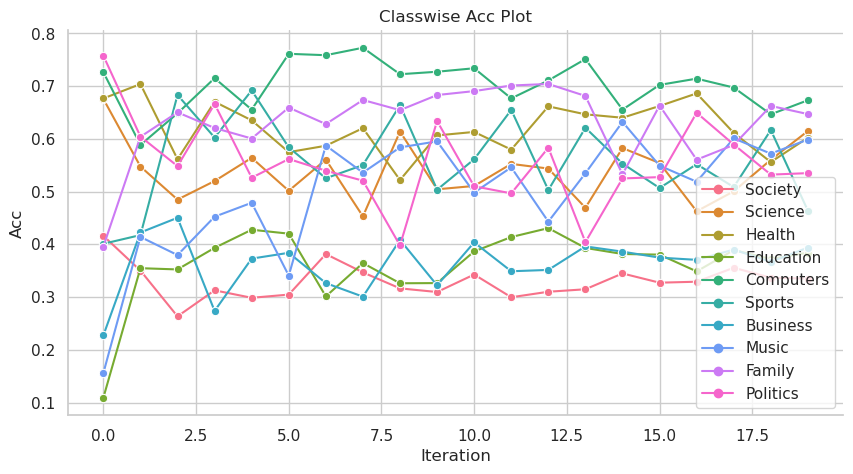 Classwise Acc Plot
0.8
0.7
0.6
0.5
0.4
0.3
0.2
0.1
Acc
0.0 2.5 5.0 7.5 10.0 12.5 15.0 17.5
Iteration
Society
Science
Health
Education
Computers
Sports
Business
Music
Family
Politics